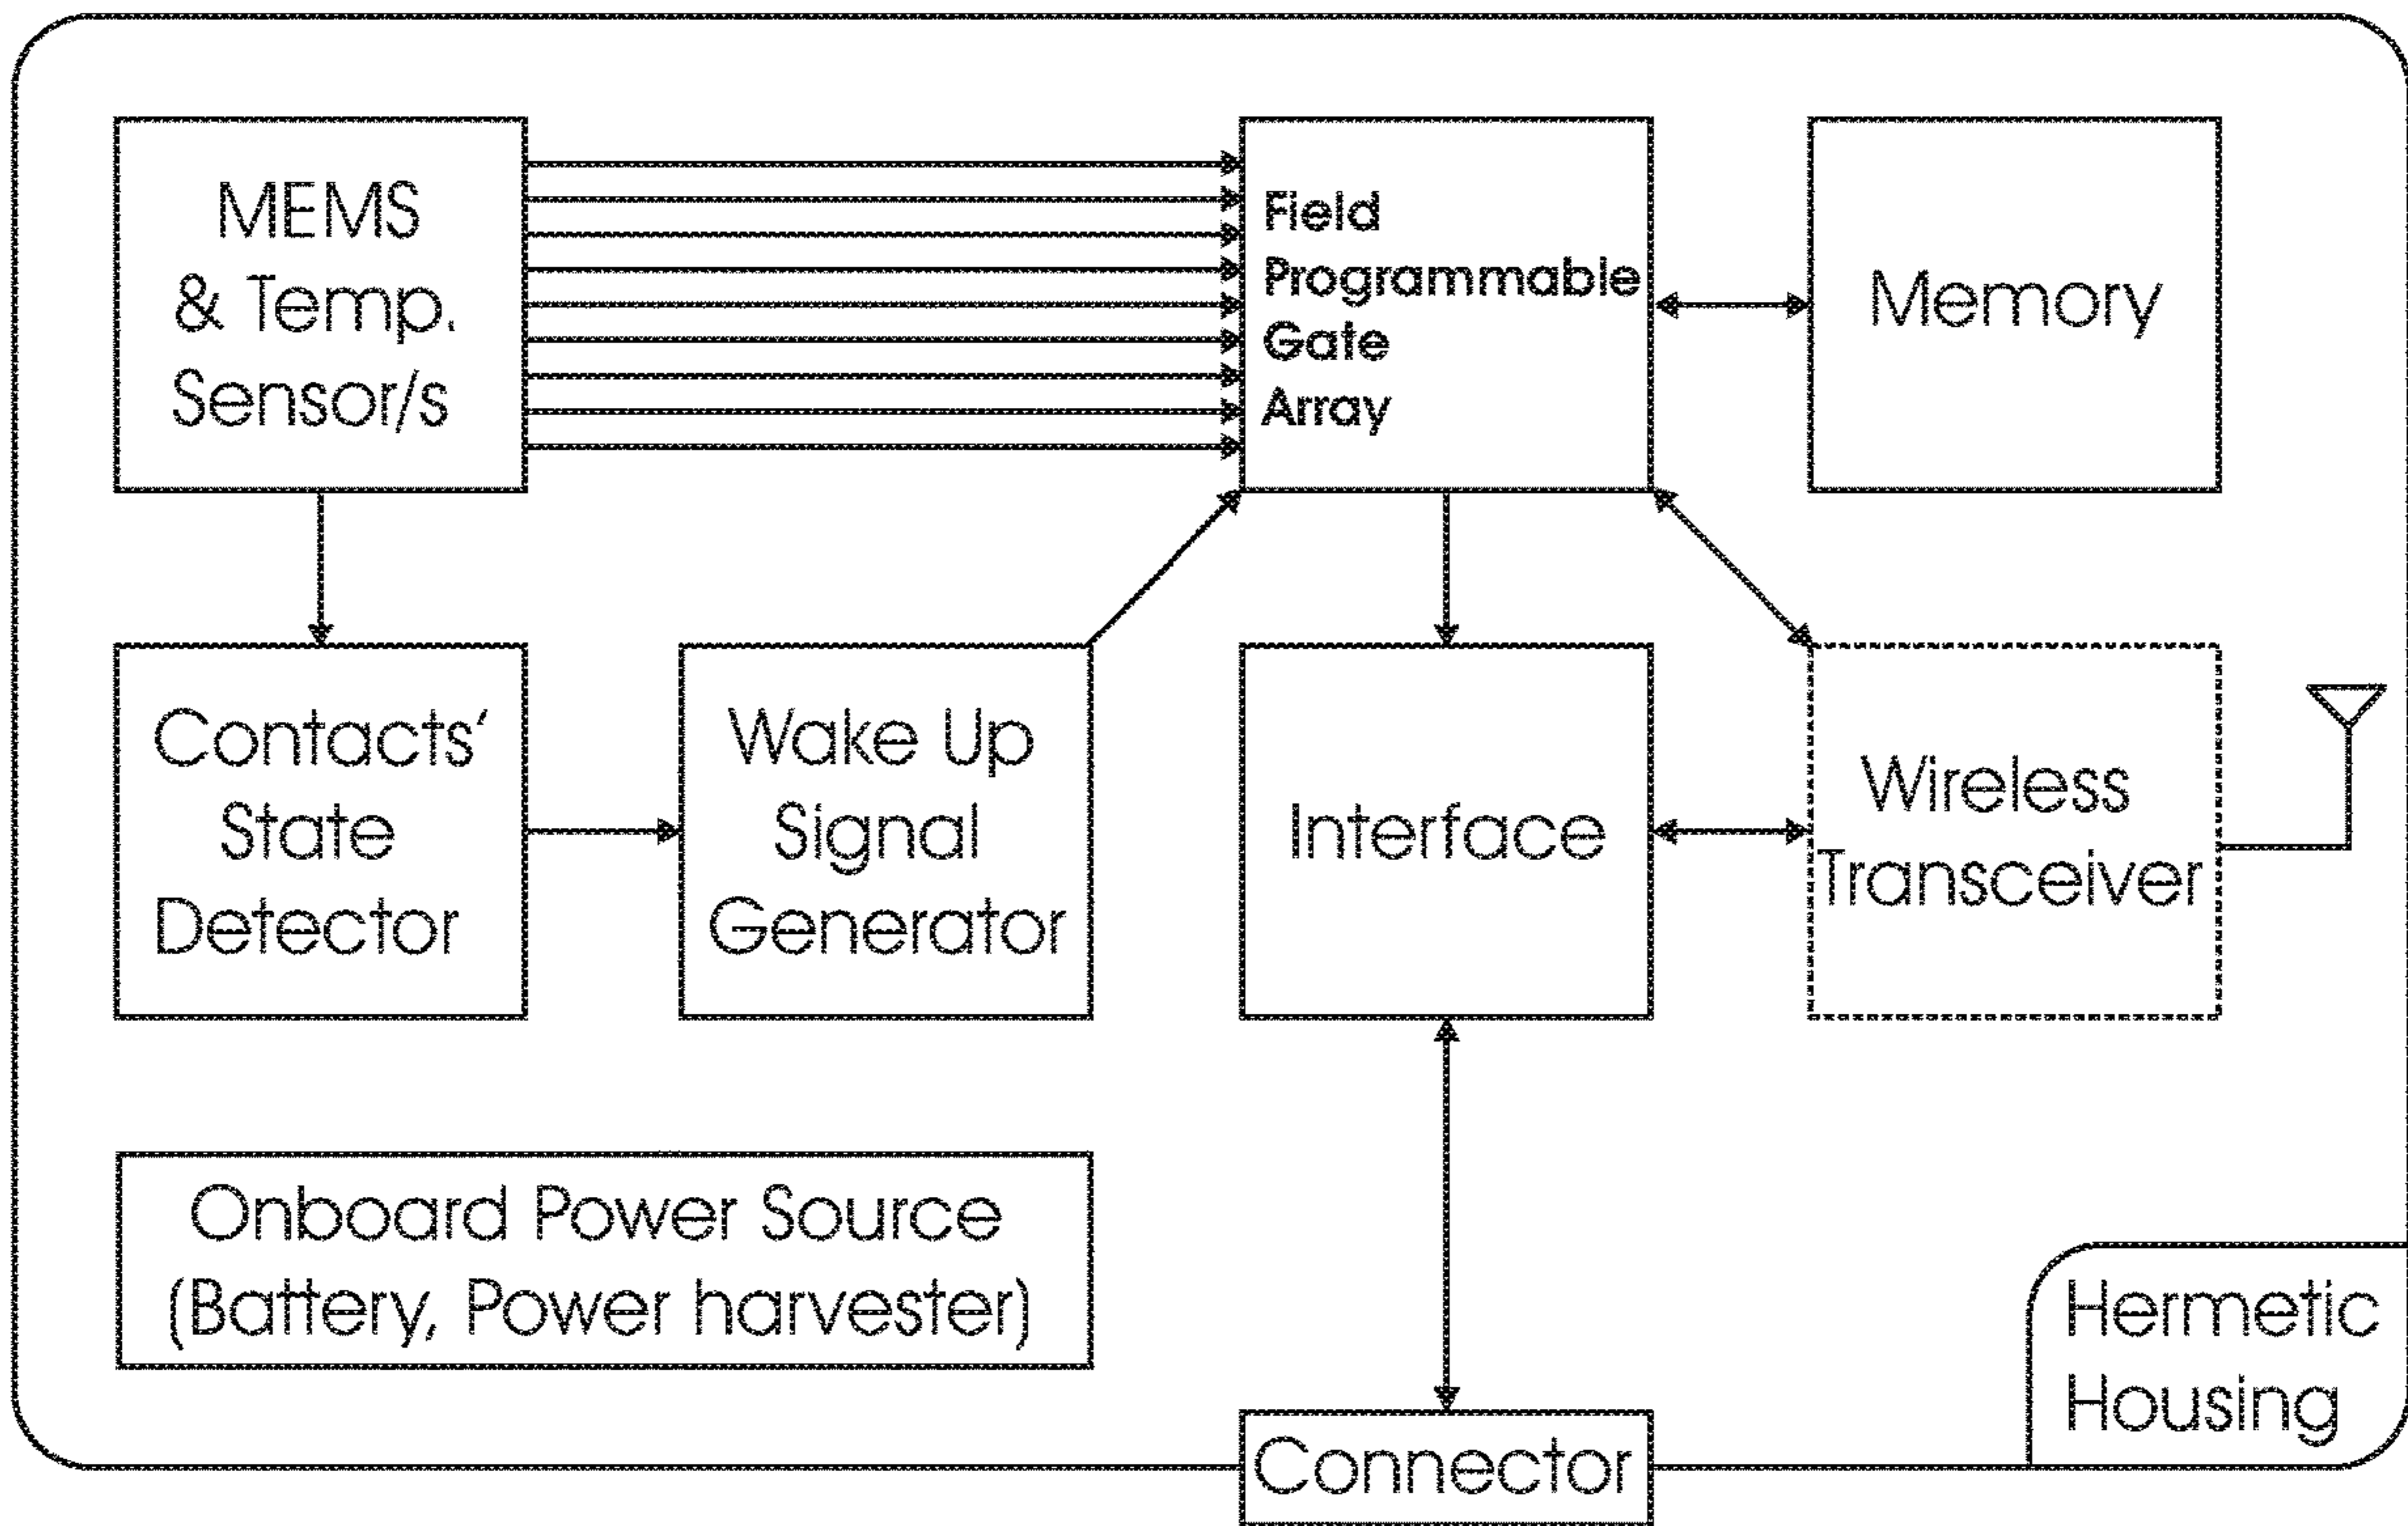 MEMS
& Temp.
Sensor/s
Field
Programmable
Gate
Array
Memory
Contacts'
State
Detector
Wake Up
Signal
Generator
Interface
Wireless
Transceiver
Onboard Power Source
(Battery, Power harvester)
Hermetic
Housing
Connector